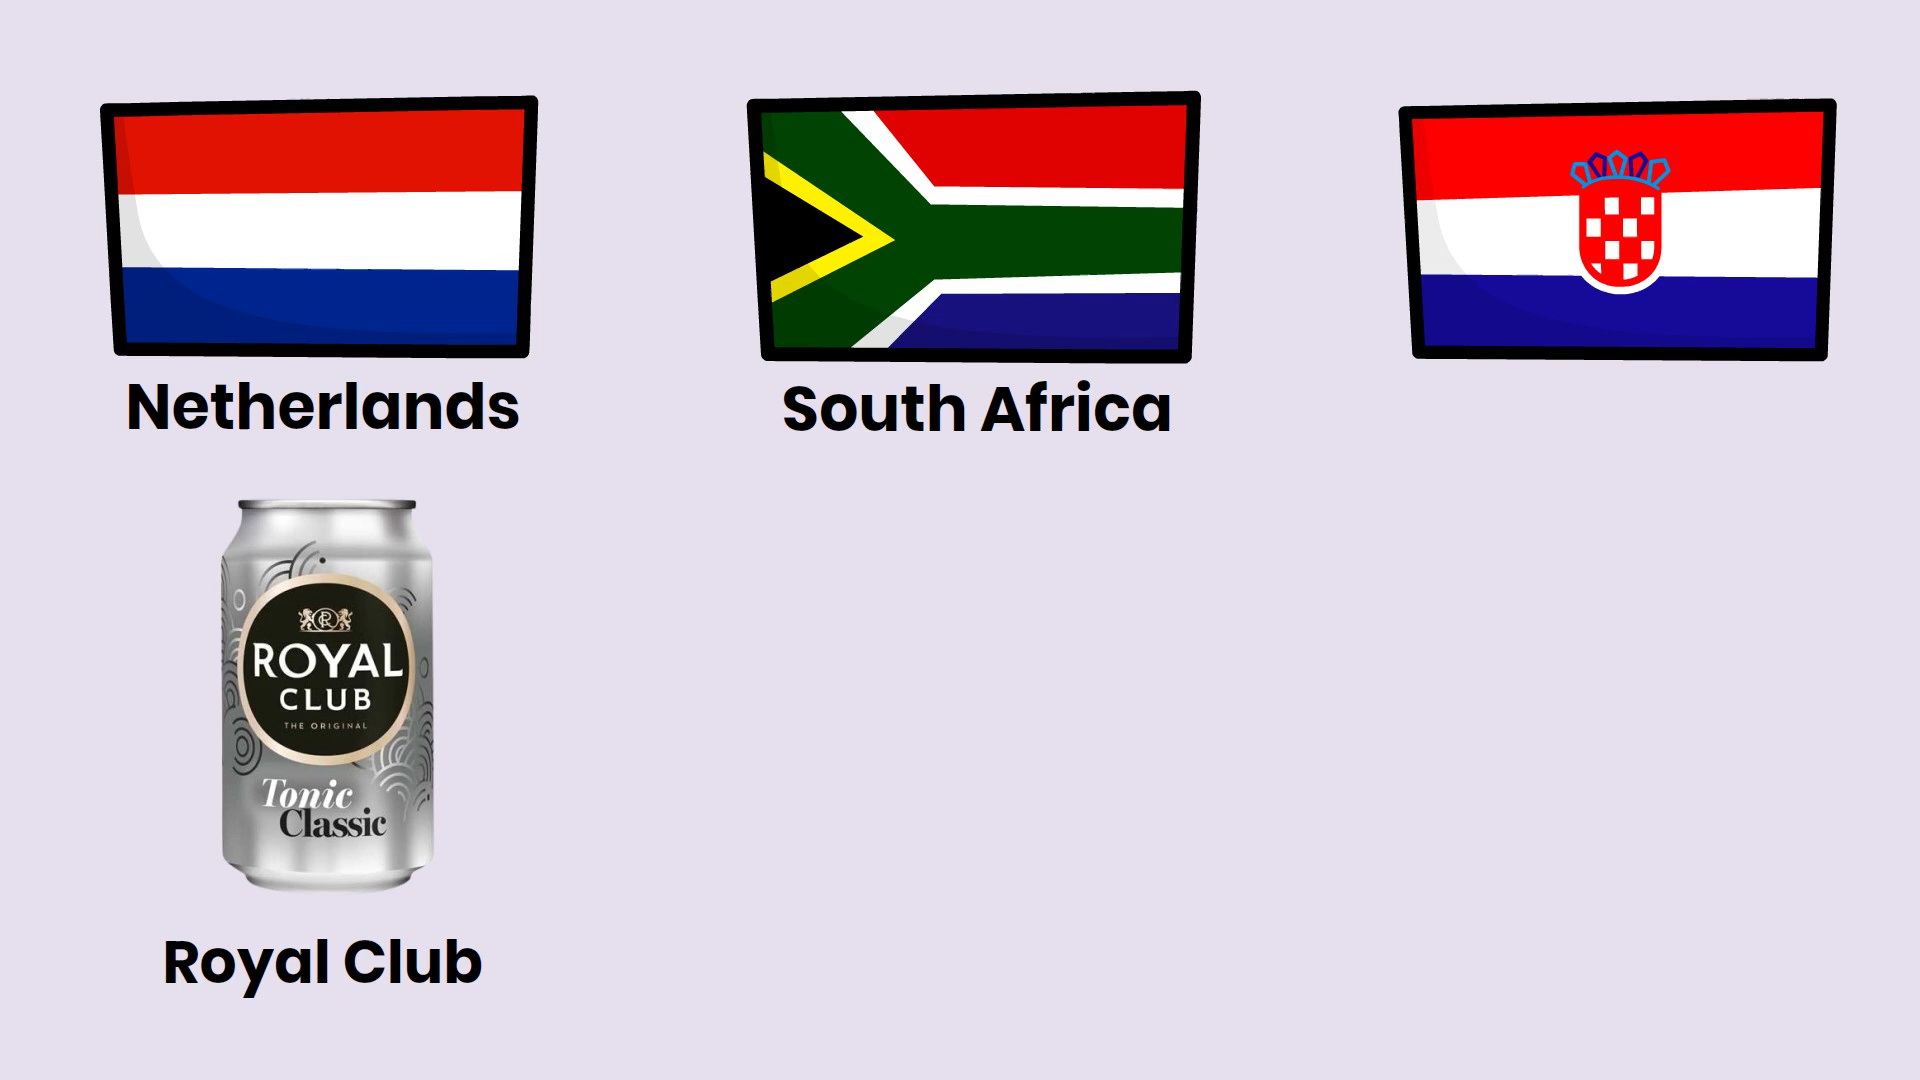 Netherlands
South Africa
ROYAL
CLUB
THE ORIGINAL
Tonic
Classic
Royal Club